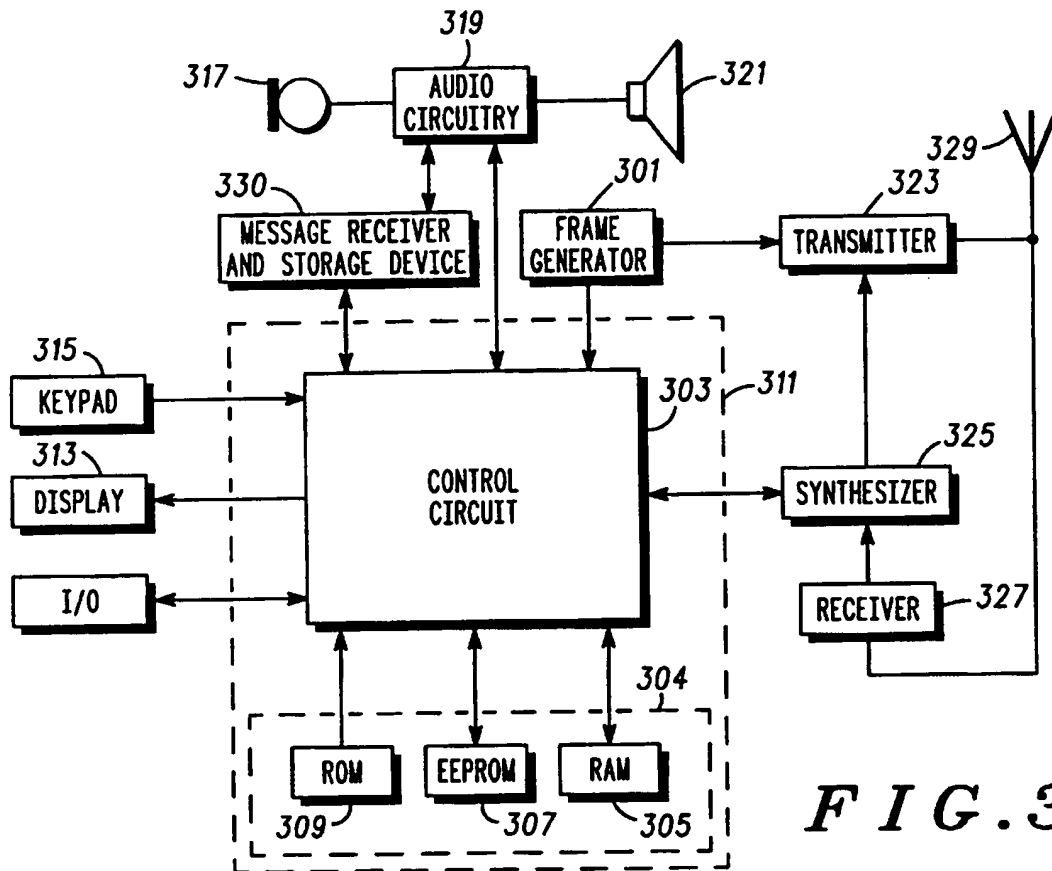 319
317
AUDIO
CIRCUITRY
321
329
330
301
323
MESSAGE RECEIVER
AND STORAGE DEVICE
FRAME
GENERATOR
TRANSMITTER
315
KEYPAD
303
311
313
DISPLAY
CONTROL
CIRCUIT
325
SYNTHESIZER
I/O
RECEIVER
327
304
ROM
EEPROM
RAM
309
307
305
FIG.3